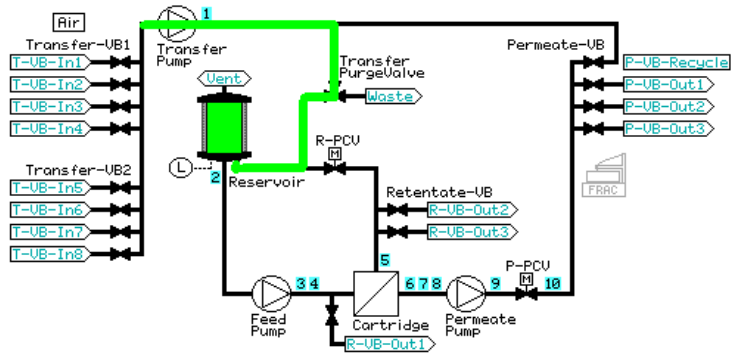 1
Air
Transfer-VB1
Transfer
Pump
Permeate-VB
T-VB-In1
T-VB-In2
T-VB-In3
T-VB-In4
Vent
Transfer
PurgeValve
Waste
P-VB-Recycle
P-VB-Out1
P-VB-Out2
P-VB-Out3
R-PCV
M
L
2
Reservoir
Transfer-VB2
T-VB-In5
T-VB-In6
T-VB-In7
T-VB-In8
Retentate-VB
R-VB-Out2
R-VB-Out3
FRAC
5
P-PCV
M
3 4
6 7 8
9
10
Feed
Pump
Cartridge
Permeate
Pump
R-VB-Out1